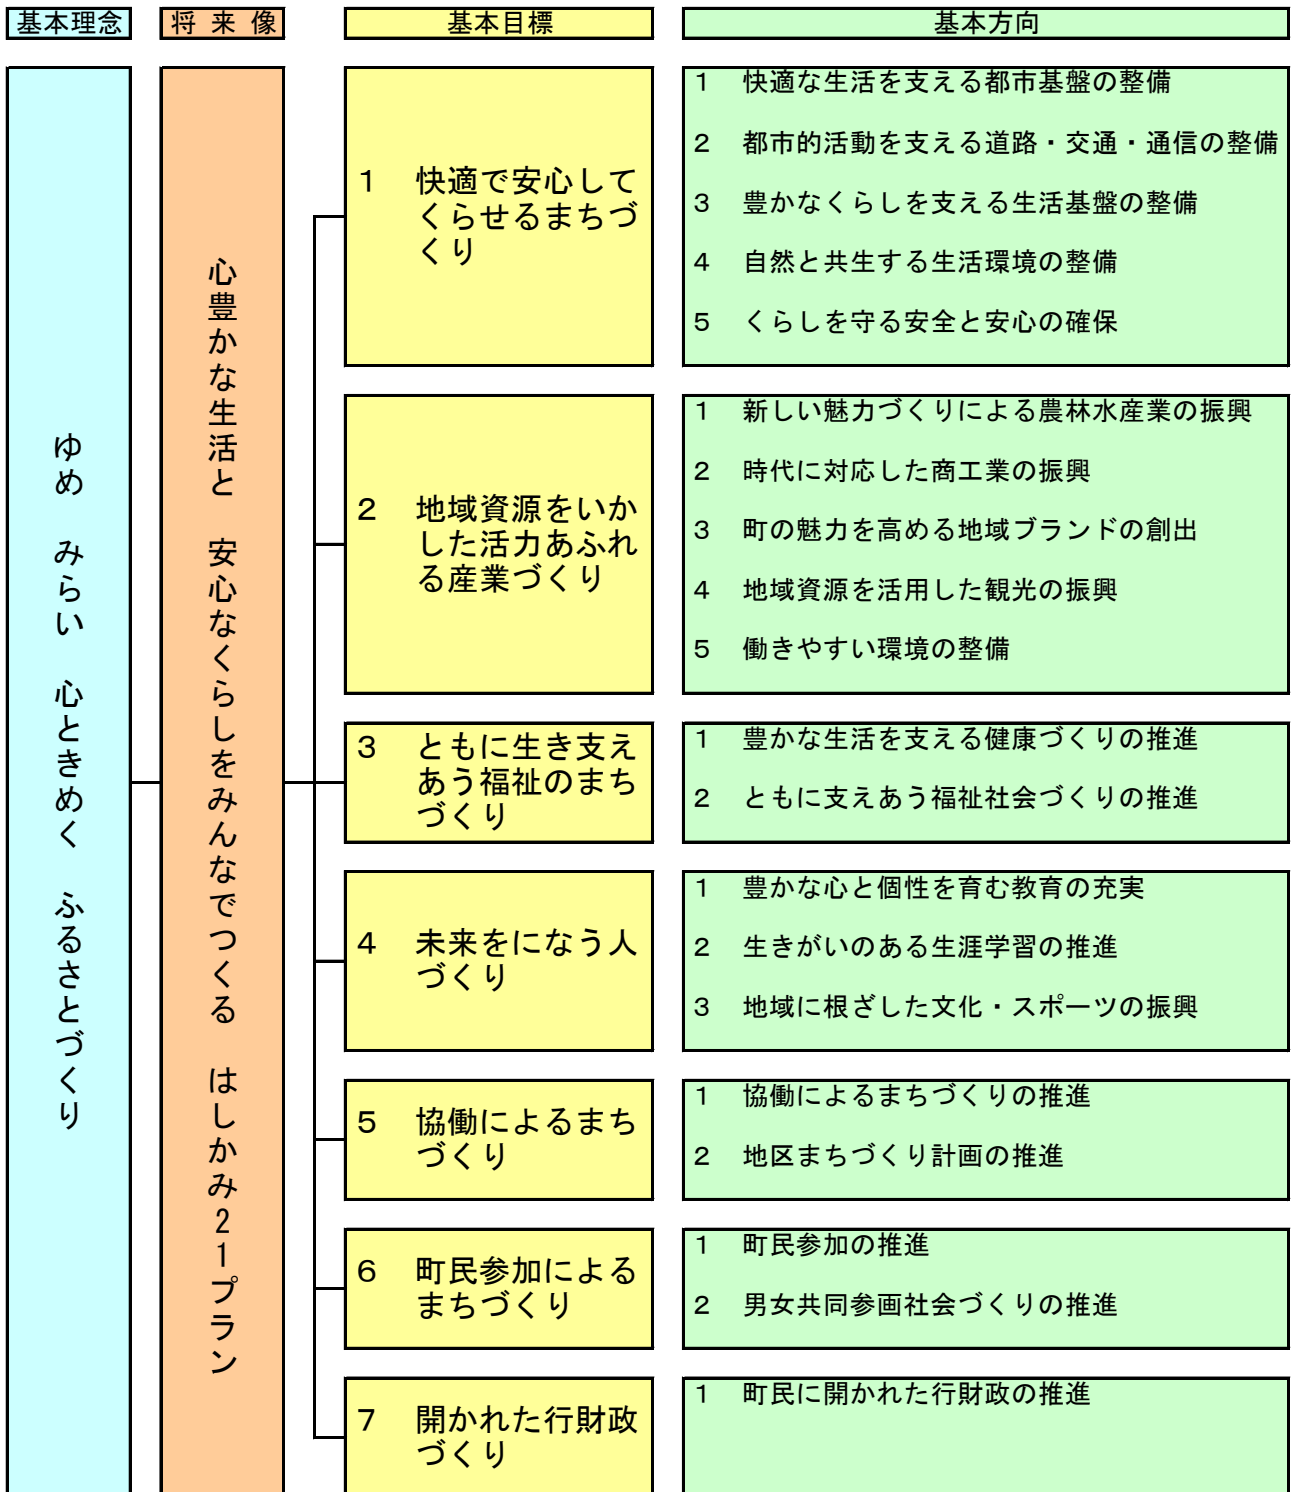 基本理念
将来像
基本目標
基本方向
ゆめ　みらい　心ときめく　ふるさとづくり
心豊かな生活と　安心なくらしをみんなでつくる　はしかみ21プラン
1　快適で安心して
くらせるまちづ
くり
1　快適な生活を支える都市基盤の整備
2　都市的活動を支える道路・交通・通信の整備
3　豊かなくらしを支える生活基盤の整備
4　自然と共生する生活環境の整備
5　くらしを守る安全と安心の確保
2　地域資源をいか
した活力あふれ
る産業づくり
1　新しい魅力づくりによる農林水産業の振興
2　時代に対応した商工業の振興
3　町の魅力を高める地域ブランドの創出
4　地域資源を活用した観光の振興
5　働きやすい環境の整備
3　ともに生き支え
あう福祉のまち
づくり
1　豊かな生活を支える健康づくりの推進
2　ともに支えあう福祉社会づくりの推進
4　未来をになう人
づくり
1　豊かな心と個性を育む教育の充実
2　生きがいのある生涯学習の推進
3　地域に根ざした文化・スポーツの振興
5　協働によるまち
づくり
1　協働によるまちづくりの推進
2　地区まちづくり計画の推進
6　町民参加による
まちづくり
1　町民参加の推進
2　男女共同参画社会づくりの推進
7　開かれた行財政
づくり
1　町民に開かれた行財政の推進